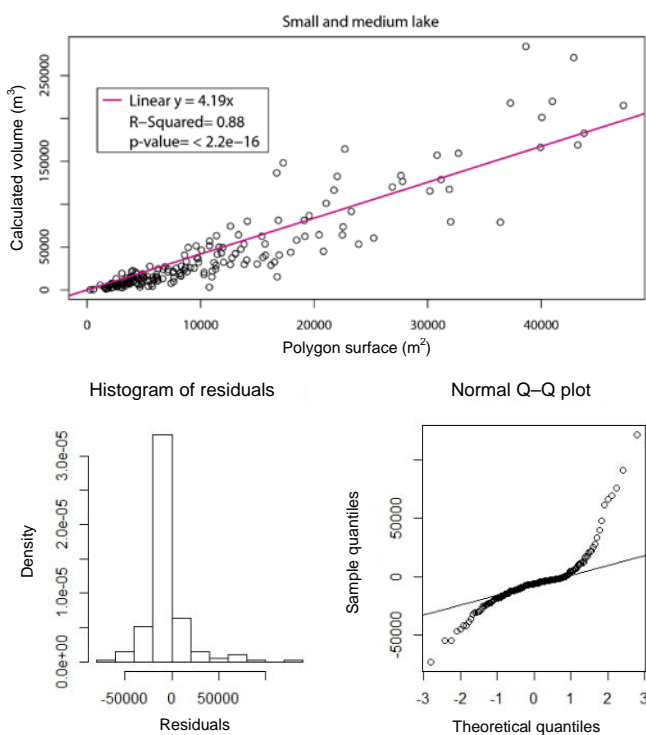 Small and medium lake
Calculated volume (m³)
250000
150000
50000
0
Linear y = 4.19x
R−Squared= 0.88
p-value= < 2.2e−16
0
10000
20000
30000
40000
Polygon surface (m²)
Histogram of residuals
Density
3.0e-05
2.0e-05
1.0e-05
0.0e+00
-50000
0
50000
Residuals
Normal Q–Q plot
Sample quantiles
50000
0
-50000
-3
-2
-1
0
1
2
3
Theoretical quantiles